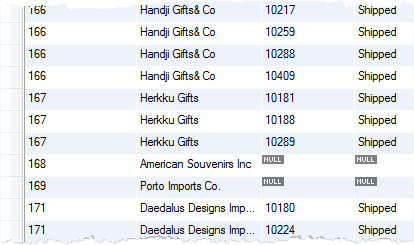 166 Handji Gifts& Co 10217 Shipped
166 Handji Gifts& Co 10259 Shipped
166 Handji Gifts& Co 10288 Shipped
166 Handji Gifts& Co 10409 Shipped
167 Herkku Gifts 10181 Shipped
167 Herkku Gifts 10188 Shipped
167 Herkku Gifts 10289 Shipped
168 American Souvenirs Inc NULL NULL
169 Porto Imports Co. NULL NULL
171 Daedalus Designs Imp... 10180 Shipped
171 Daedalus Designs Imp... 10224 Shipped